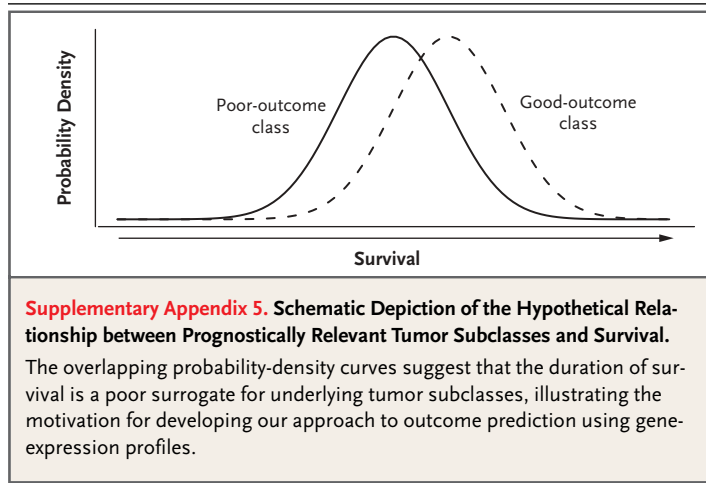 Probability Density
Poor-outcome
class
Good-outcome
class
Survival
Supplementary Appendix 5. Schematic Depiction of the Hypothetical Rela-
tionship between Prognostically Relevant Tumor Subclasses and Survival.
The overlapping probability-density curves suggest that the duration of sur-
vival is a poor surrogate for underlying tumor subclasses, illustrating the
motivation for developing our approach to outcome prediction using gene-
expression profiles.